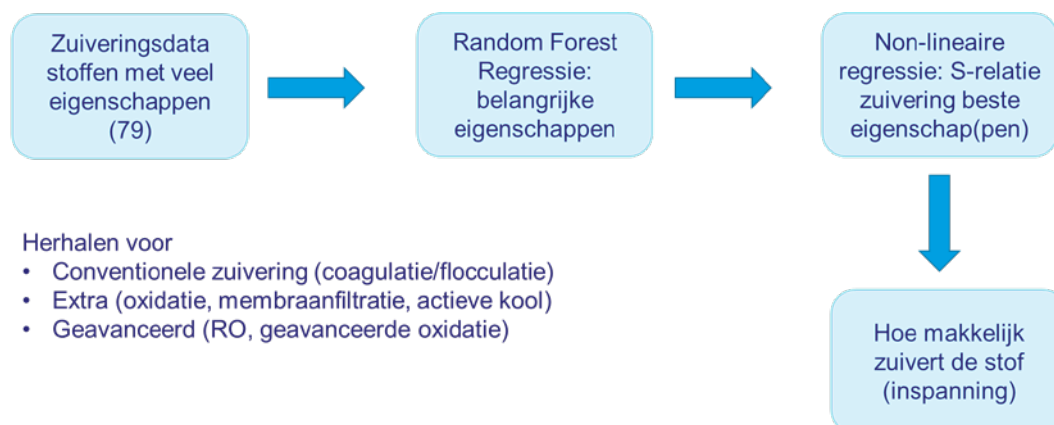 Zuiveringsdata
stoffen met veel
eigenschappen
(79)
Random Forest
Regressie:
belangrijke
eigenschappen
Non-lineaire
regressie: S-relatie
zuivering beste
eigenschap(pen)
Herhalen voor
• Conventionele zuivering (coagulatie/flocculatie)
• Extra (oxidatie, membraanfiltratie, actieve kool)
• Geavanceerd (RO, geavanceerde oxidatie)
Hoe makkelijk
zuivert de stof
(inspanning)